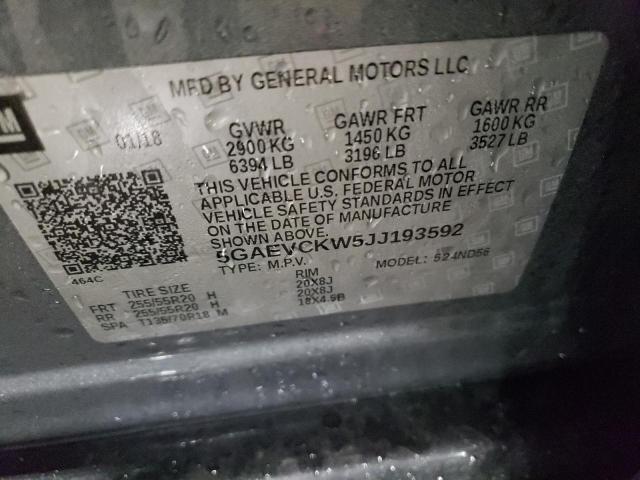 MFD BY GENERAL MOTORS LLC
GM
01/18
GVWR GAWR FRT GAWR RR
2900 KG 1450 KG 1600 KG
6394 LB 3196 LB 3527 LB
THIS VEHICLE CONFORMS TO ALL
APPLICABLE U.S. FEDERAL MOTOR
VEHICLE SAFETY STANDARDS IN EFFECT
ON THE DATE OF MANUFACTURE
SHOWN ABOVE.
5GAEVCKW5JJ193592
TYPE: M.P.V. MODEL: 524ND56
464C
TIRE SIZE RIM
FRT 255/55R20 H 20X8J
RR 255/55R20 H 20X8J
SPA T135/70R18 M 18X4.5B